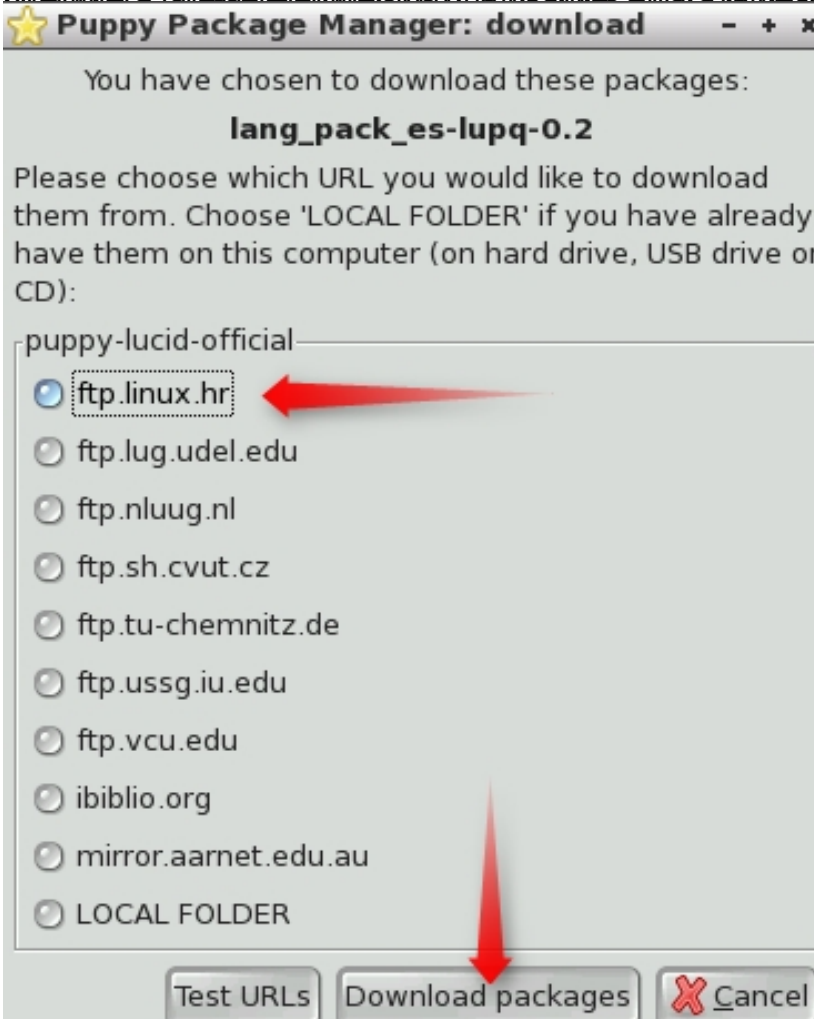 Puppy Package Manager: download
You have chosen to download these packages:
lang_pack_es-lupq-0.2
Please choose which URL you would like to download
them from. Choose 'LOCAL FOLDER' if you have already
have them on this computer (on hard drive, USB drive or
CD):
puppy-lucid-official
ftp.linux.hr
ftp.lug.udel.edu
ftp.nluug.nl
ftp.sh.cvut.cz
ftp.tu-chemnitz.de
ftp.ussg.iu.edu
ftp.vcu.edu
ibiblio.org
mirror.aarnet.edu.au
LOCAL FOLDER
Test URLs Download packages Cancel